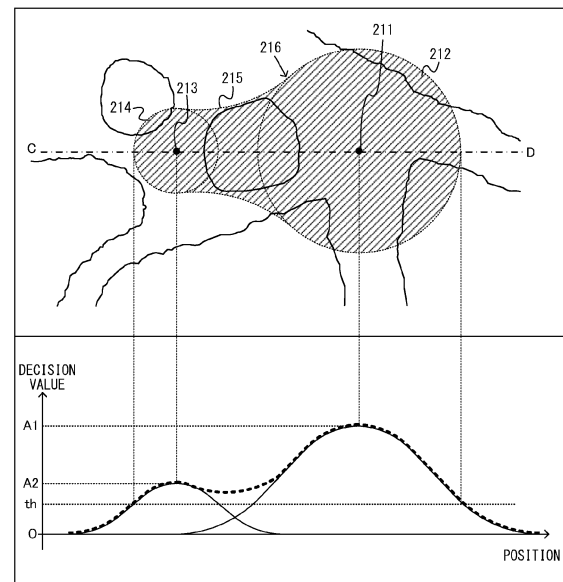 211
216
212
215
213
214
C
D
DECISION
VALUE
A1
A2
th
0
POSITION